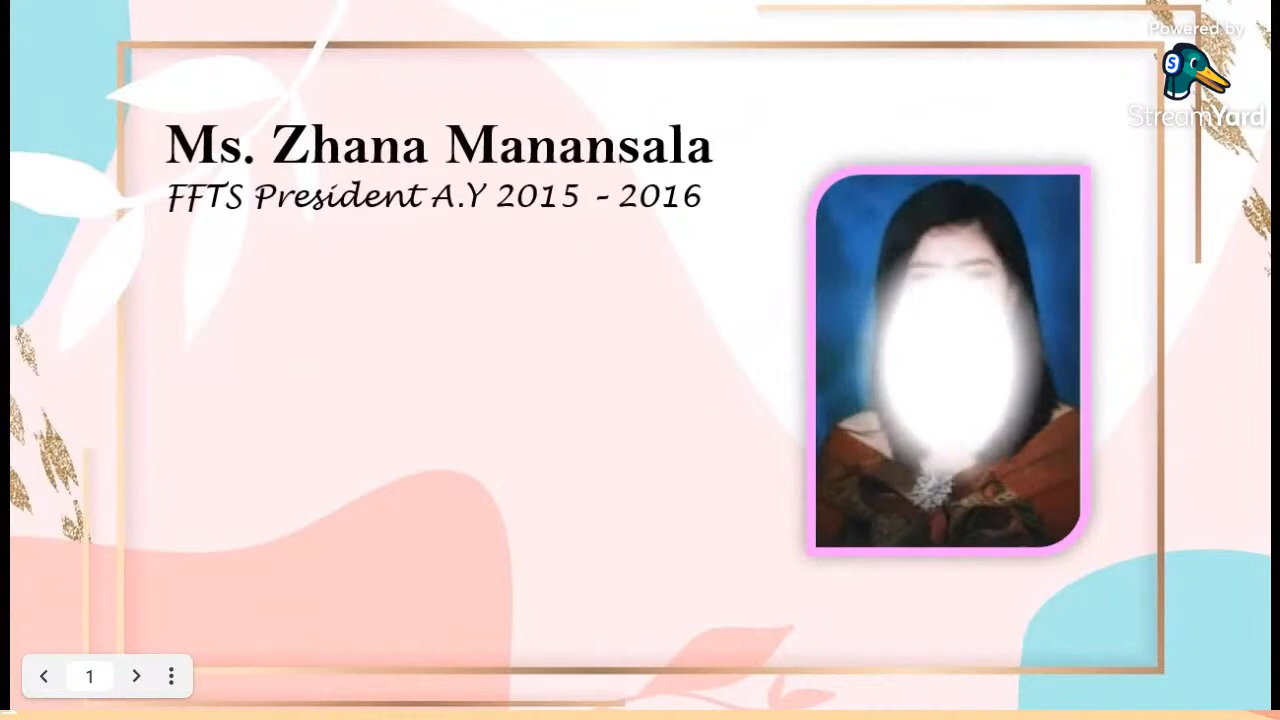 Powered by
S
StreamYard
Ms. Zhana Manansala
FFTS President A.Y 2015 - 2016
1